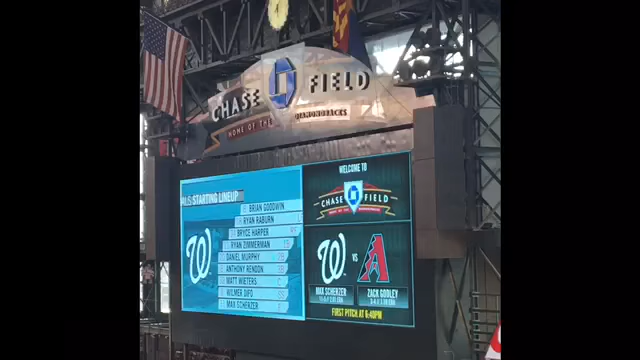 CHASE FIELD
HOME OF THE DIAMONDBACKS
ALS STARTING LINEUP
BRIAN GOODWIN
RYAN RABURN
BRYCE HARPER
RYAN ZIMMERMAN
DANIEL MURPHY
ANTHONY RENDON
MATT WIETERS
WILMER DIFO
MAX SCHERZER
W
WELCOME TO
CHASE FIELD
W VS A
MAX SCHERZER
ZACK GODLEY
FIRST PITCH AT 6:40PM